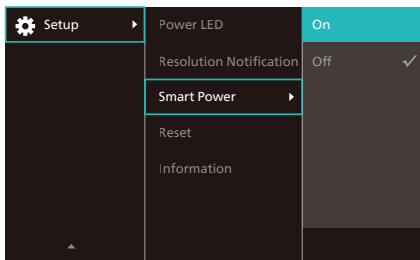 Setup
Power LED
Resolution Notification
Smart Power
Reset
Information
On
Off